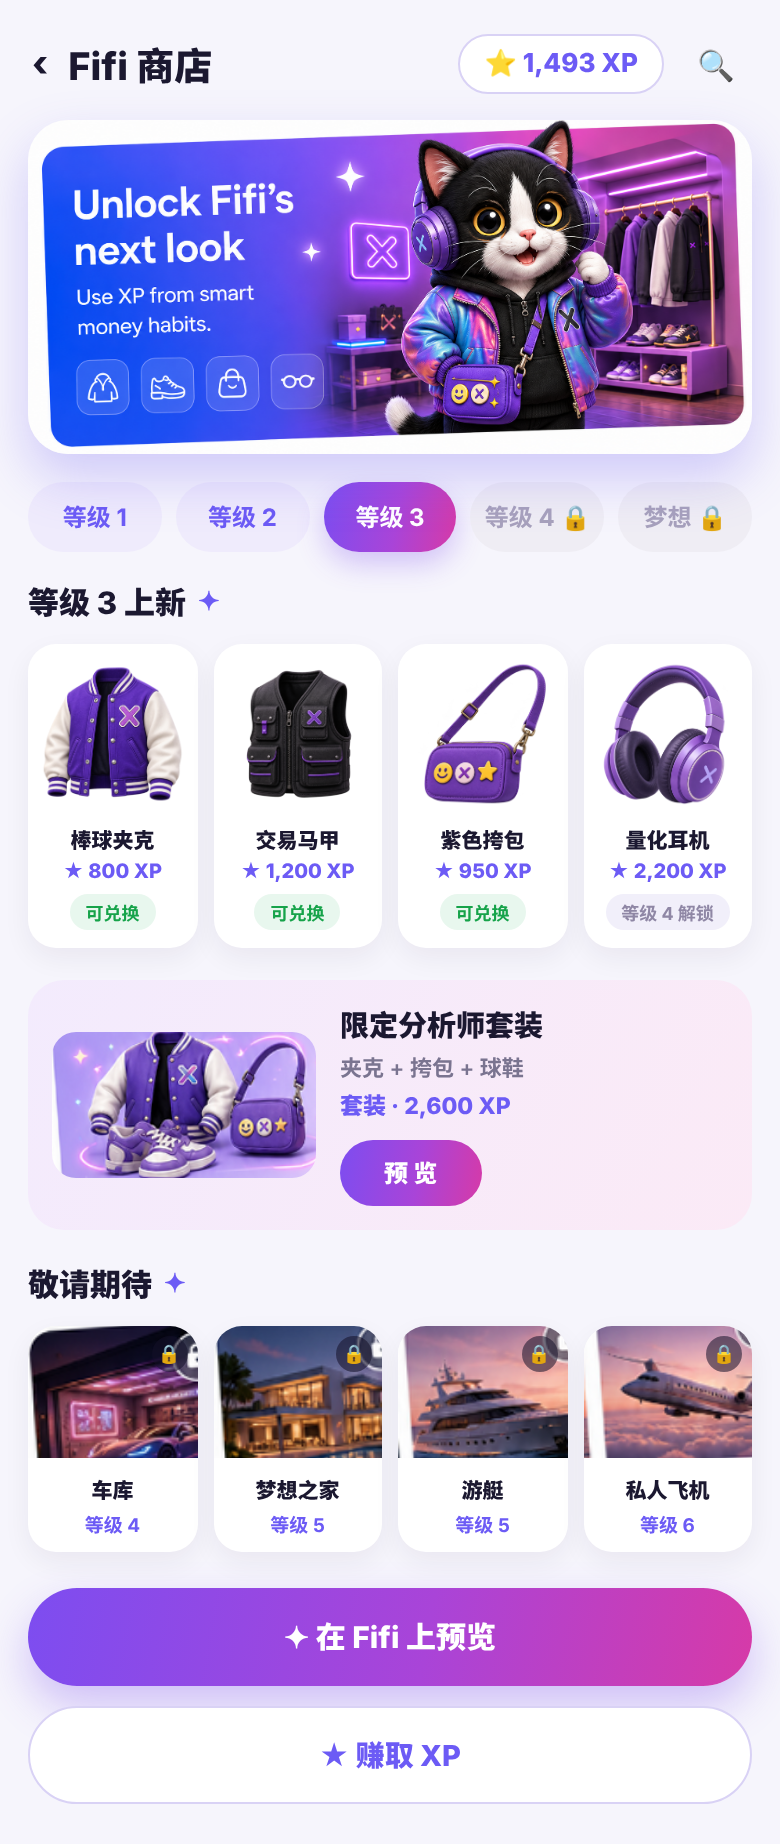 ‹ Fifi 商店
⭐ 1,493 XP 🔍
Unlock Fifi’s
next look
Use XP from smart
money habits.
等级 1
等级 2
等级 3
等级 4 🔒
梦想 🔒
等级 3 上新 ✦
棒球夹克
★ 800 XP
可兑换
交易马甲
★ 1,200 XP
可兑换
紫色挎包
★ 950 XP
可兑换
量化耳机
★ 2,200 XP
等级 4 解锁
限定分析师套装
夹克 + 挎包 + 球鞋
套装 · 2,600 XP
预 览
敬请期待 ✦
车库
等级 4
梦想之家
等级 5
游艇
等级 5
私人飞机
等级 6
✦ 在 Fifi 上预览
★ 赚取 XP